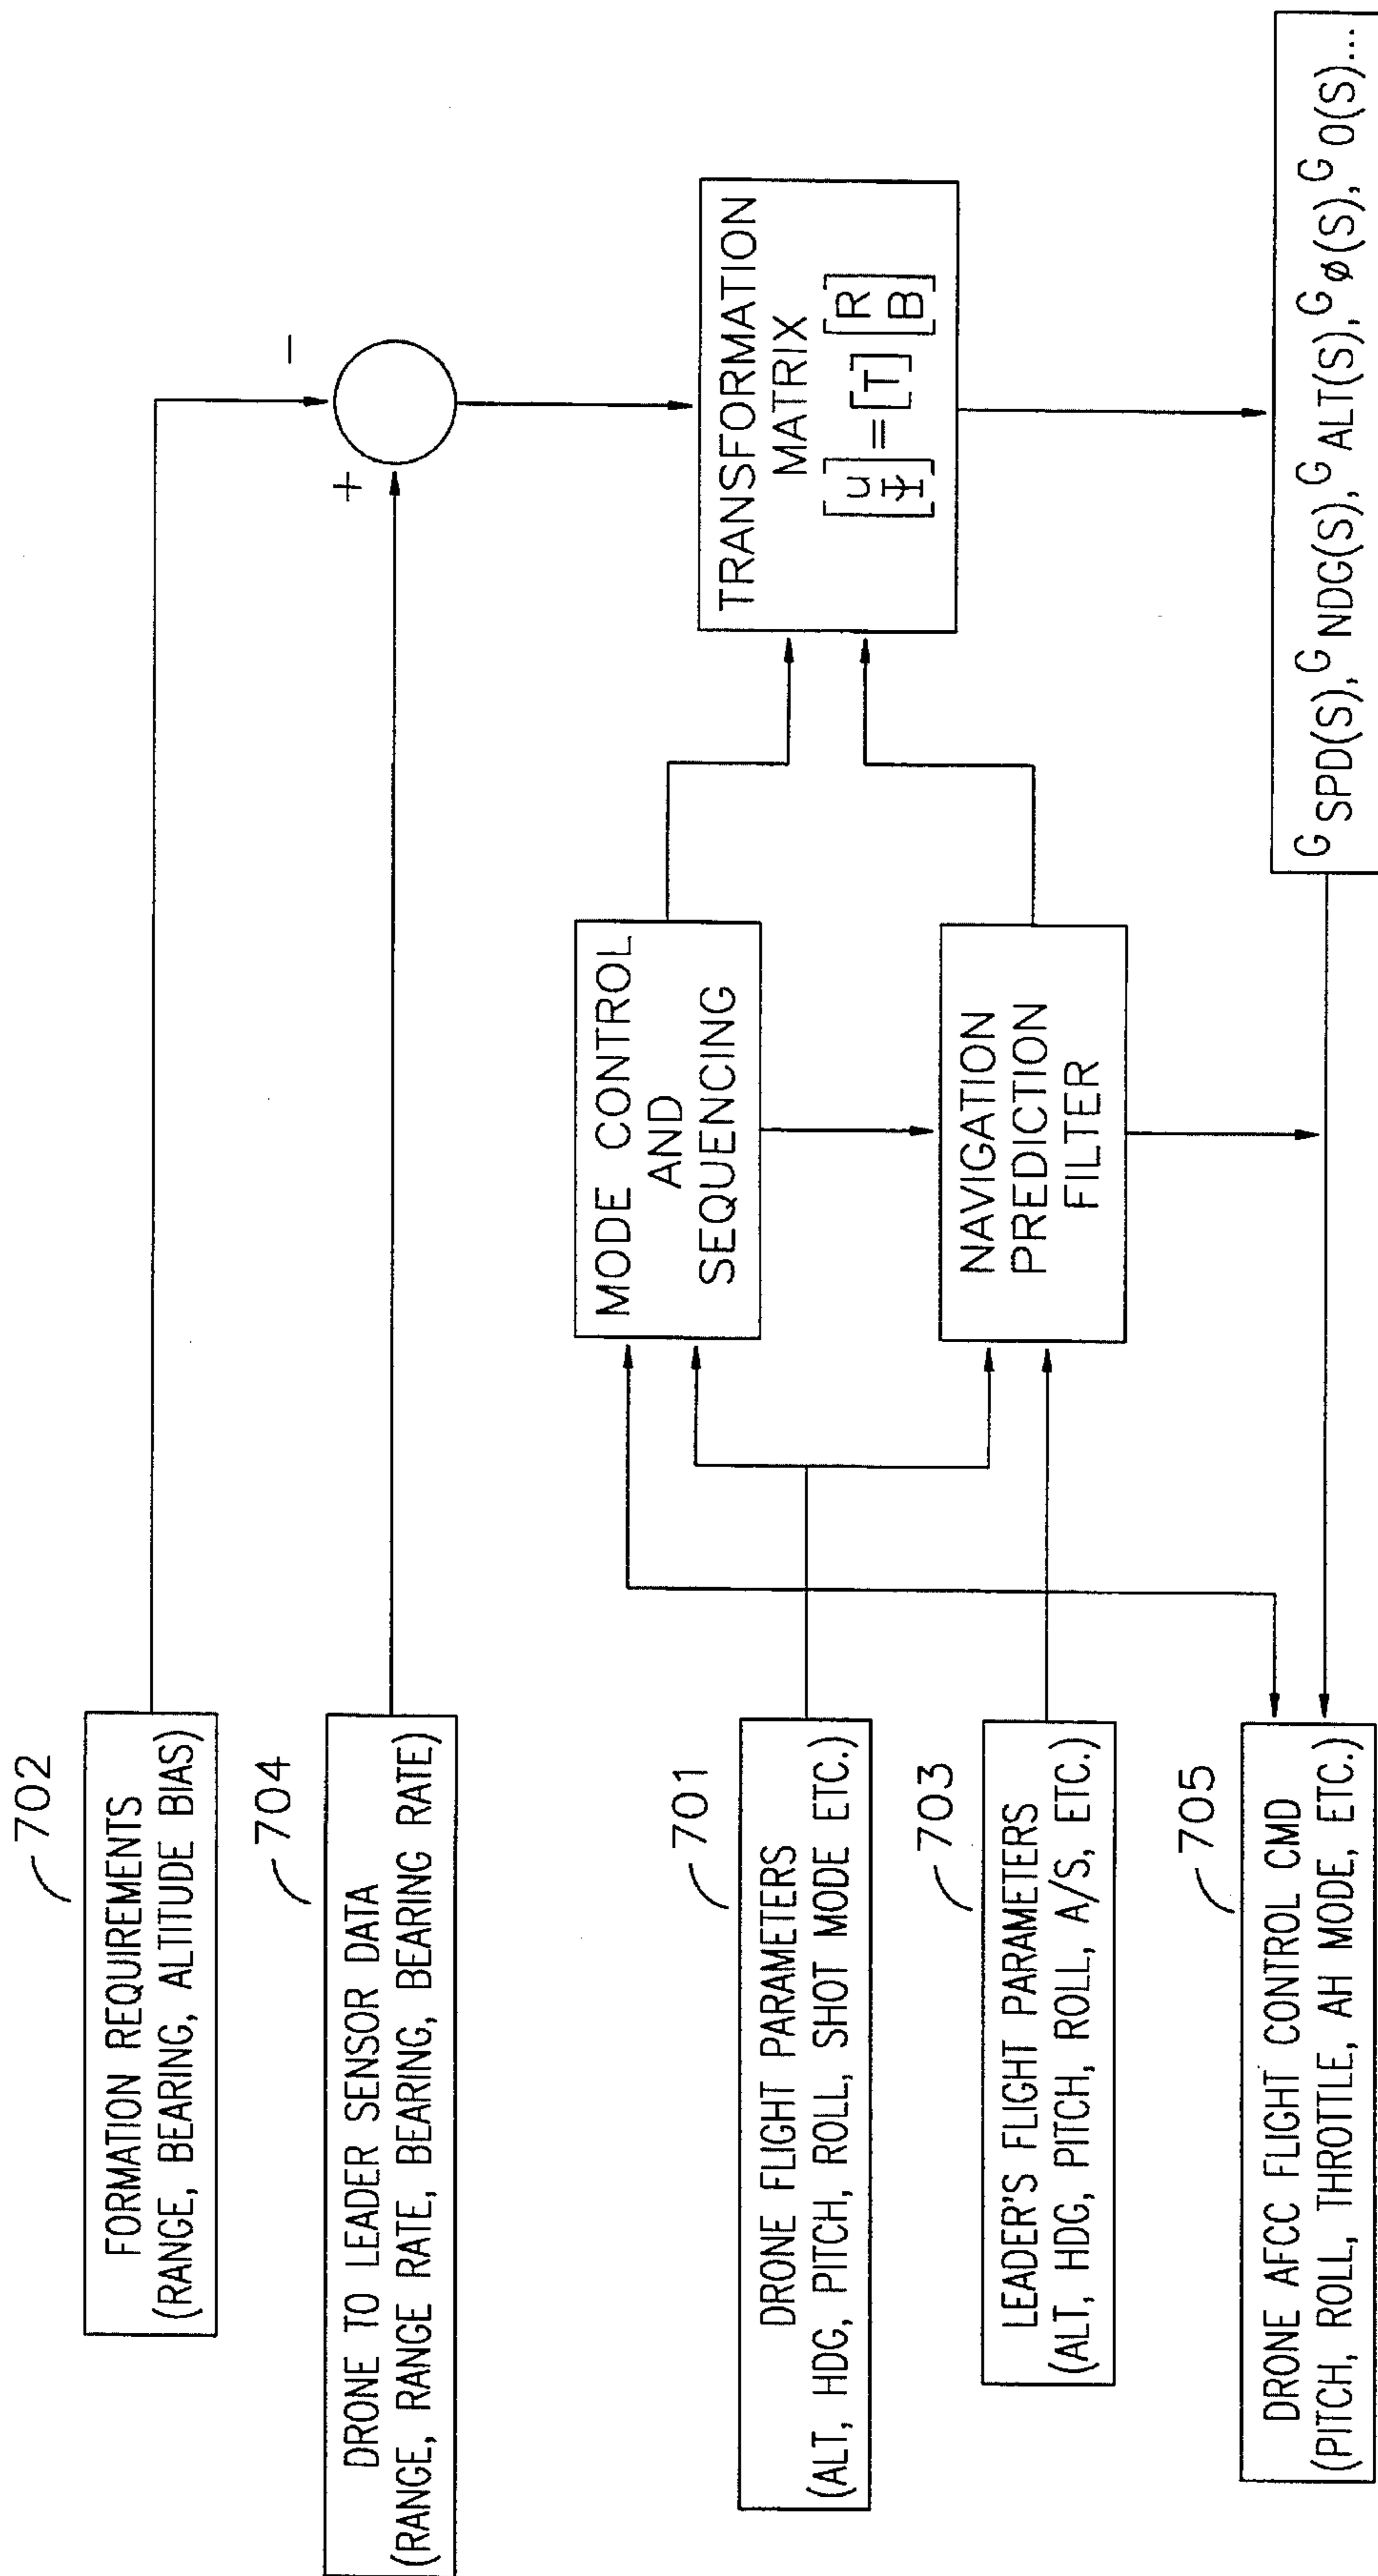 702
FORMATION REQUIREMENTS
(RANGE, BEARING, ALTITUDE BIAS)
704
DRONE TO LEADER SENSOR DATA
(RANGE, RANGE RATE, BEARING, BEARING RATE)
+
−
701
DRONE FLIGHT PARAMETERS
(ALT, HDG, PITCH, ROLL, SHOT MODE ETC.)
703
LEADER'S FLIGHT PARAMETERS
(ALT, HDG, PITCH, ROLL, A/S, ETC.)
705
DRONE AFCC FLIGHT CONTROL CMD
(PITCH, ROLL, THROTTLE, AH MODE, ETC.)
MODE CONTROL
AND
SEQUENCING
NAVIGATION
PREDICTION
FILTER
TRANSFORMATION
MATRIX
[u Ψ] = [T] [R B]
G SPD(S), G NDG(S), G ALT(S), G ø(S), G O(S)...